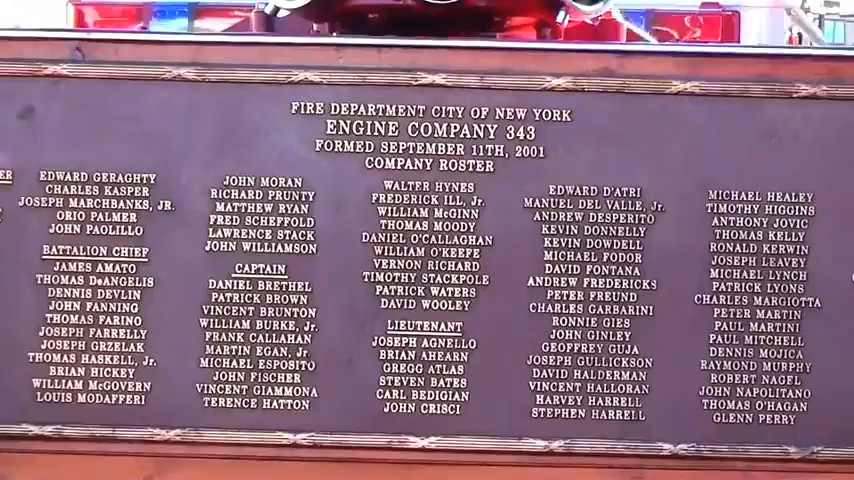 FIRE DEPARTMENT CITY OF NEW YORK
ENGINE COMPANY 343
FORMED SEPTEMBER 11TH, 2001
COMPANY ROSTER
ER
EDWARD GERAGHTY
CHARLES KASPER
JOSEPH MARCHBANKS, JR.
ORIO PALMER
JOHN PAOLILLO
BATTALION CHIEF
JAMES AMATO
THOMAS DeANGELIS
DENNIS DEVLIN
JOHN FANNING
THOMAS FARINO
JOSEPH FARRELLY
JOSEPH GRZELAK
THOMAS HASKELL, Jr.
BRIAN HICKEY
WILLIAM McGOVERN
LOUIS MODAFFERI
JOHN MORAN
RICHARD PRUNTY
MATTHEW RYAN
FRED SCHEFFOLD
LAWRENCE STACK
JOHN WILLIAMSON
CAPTAIN
DANIEL BRETHEL
PATRICK BROWN
VINCENT BRUNTON
WILLIAM BURKE, Jr.
FRANK CALLAHAN
MARTIN EGAN, Jr.
MICHAEL ESPOSITO
JOHN FISCHER
VINCENT GIAMMONA
TERENCE HATTON
WALTER HYNES
FREDERICK ILL, Jr.
WILLIAM McGINN
THOMAS MOODY
DANIEL O'CALLAGHAN
WILLIAM O'KEEFE
VERNON RICHARD
TIMOTHY STACKPOLE
PATRICK WATERS
DAVID WOOLEY
LIEUTENANT
JOSEPH AGNELLO
BRIAN AHEARN
GREGG ATLAS
STEVEN BATES
CARL BEDIGIAN
JOHN CRISCI
EDWARD D'ATRI
MANUEL DEL VALLE, Jr.
ANDREW DESPERITO
KEVIN DONNELLY
KEVIN DOWDELL
MICHAEL FODOR
DAVID FONTANA
ANDREW FREDERICKS
PETER FREUND
CHARLES GARBARINI
RONNIE GIES
JOHN GINLEY
GEOFFREY GUJA
JOSEPH GULLICKSON
DAVID HALDERMAN
VINCENT HALLORAN
HARVEY HARRELL
STEPHEN HARRELL
MICHAEL HEALEY
TIMOTHY HIGGINS
ANTHONY JOVIC
THOMAS KELLY
RONALD KERWIN
JOSEPH LEAVEY
MICHAEL LYNCH
PATRICK LYONS
CHARLES MARGIOTTA
PETER MARTIN
PAUL MARTINI
PAUL MITCHELL
DENNIS MOJICA
RAYMOND MURPHY
ROBERT NAGEL
JOHN NAPOLITANO
THOMAS O'HAGAN
GLENN PERRY